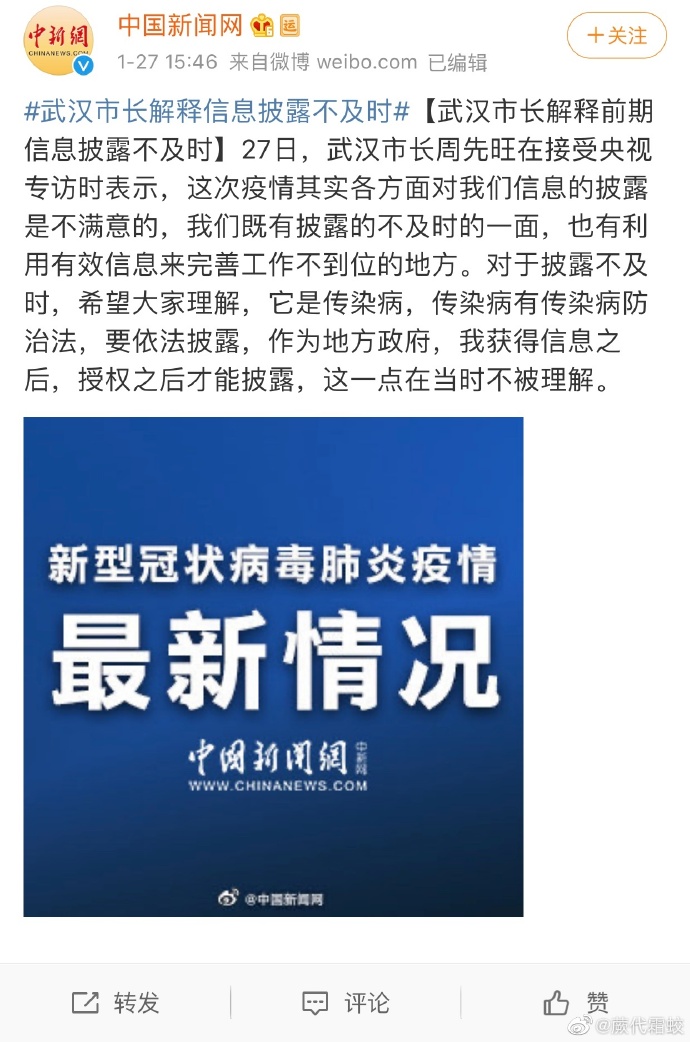 中新網
CHINANEWS.COM
中国新闻网
运
+关注
1-27 15:46 来自微博 weibo.com 已编辑
#武汉市长解释信息披露不及时#【武汉市长解释前期
信息披露不及时】27日，武汉市长周先旺在接受央视
专访时表示，这次疫情其实各方面对我们信息的披露
是不满意的，我们既有披露的不及时的一面，也有利
用有效信息来完善工作不到位的地方。对于披露不及
时，希望大家理解，它是传染病，传染病有传染病防
治法，要依法披露，作为地方政府，我获得信息之
后，授权之后才能披露，这一点在当时不被理解。
新型冠状病毒肺炎疫情
最新情况
中國新聞網 中新网
WWW.CHINANEWS.COM
@中国新闻网
转发 评论 赞
@蕨代霜蛟